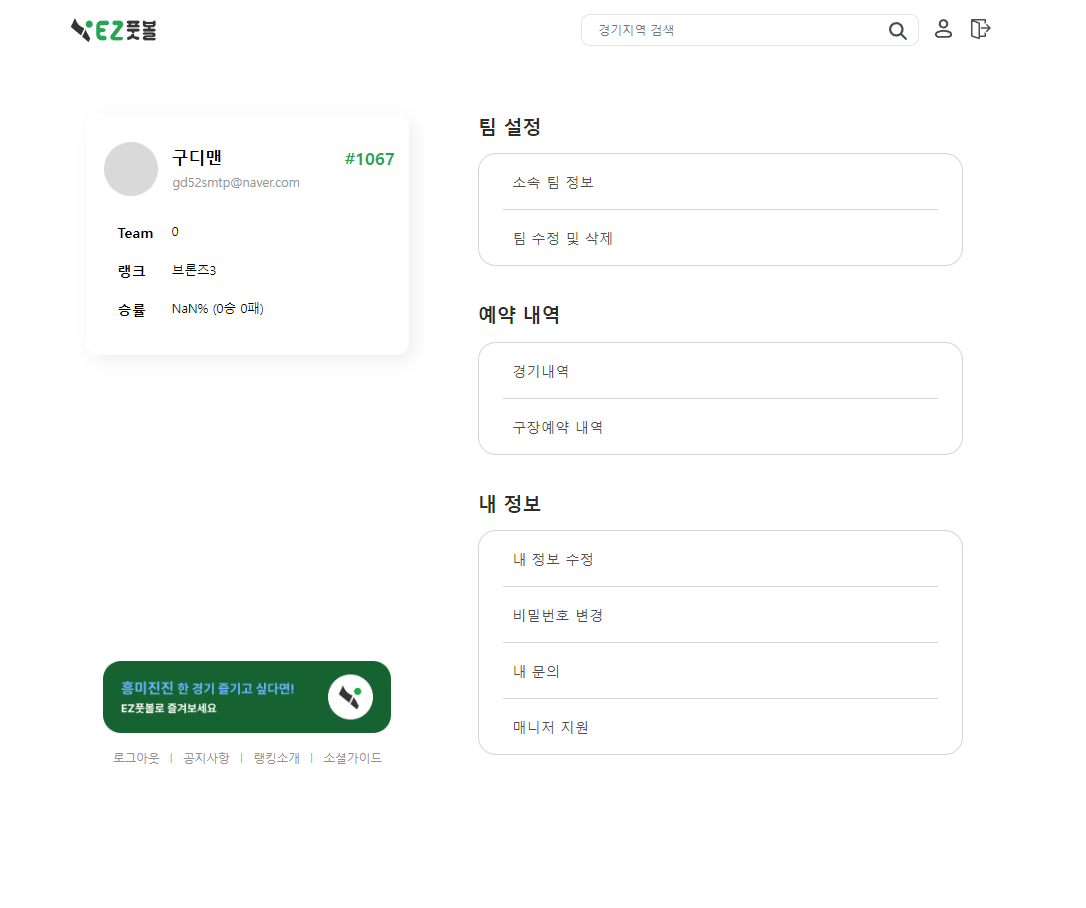 EZ풋볼
경기지역 검색
구디맨
#1067
gd52smtp@naver.com
Team 0
랭크 브론즈3
승률 NaN% (0승 0패)
흥미진진 한 경기 즐기고 싶다면!
EZ풋볼로 즐겨보세요
로그아웃 | 공지사항 | 랭킹소개 | 소셜가이드
팀 설정
소속 팀 정보
팀 수정 및 삭제
예약 내역
경기내역
구장예약 내역
내 정보
내 정보 수정
비밀번호 변경
내 문의
매니저 지원